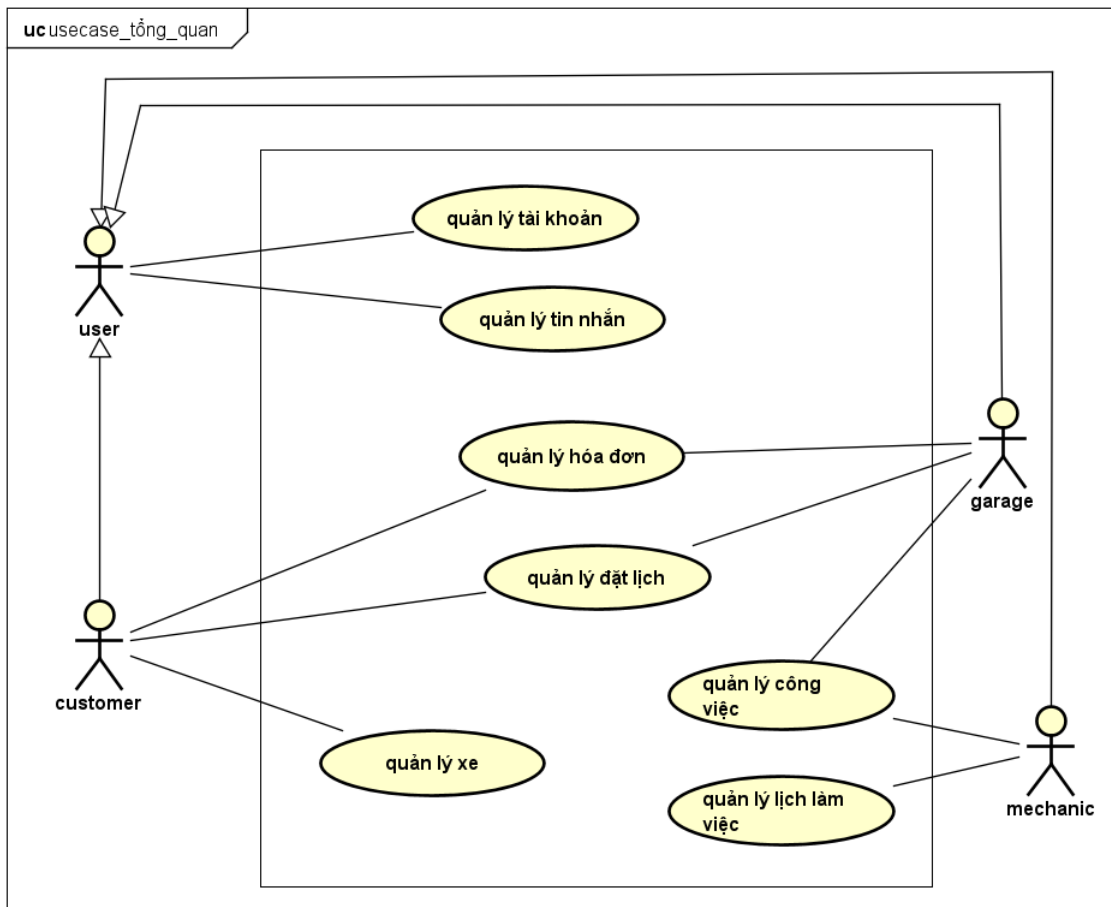 uc usecase_tổng_quan
quản lý tài khoản
quản lý tin nhắn
user
quản lý hóa đơn
garage
quản lý đặt lịch
customer
quản lý công
việc
quản lý xe
quản lý lịch làm
việc
mechanic